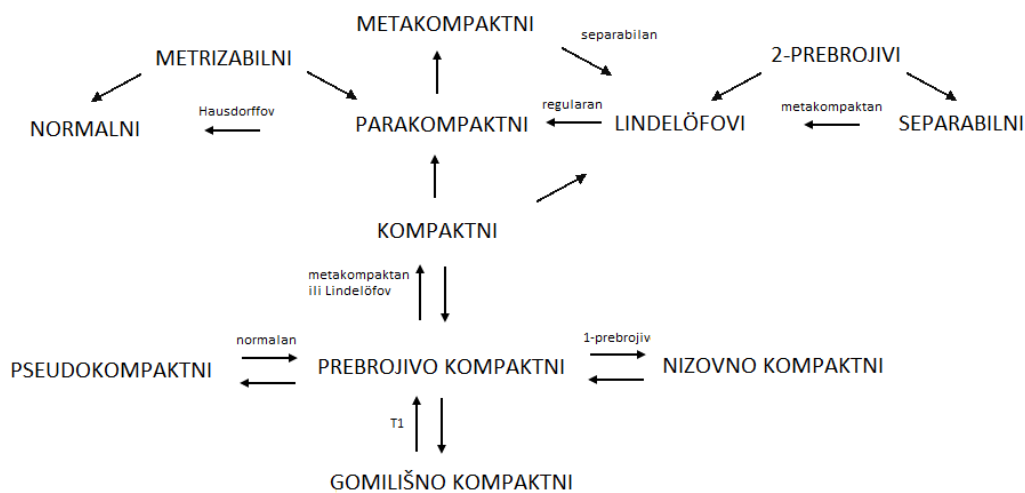 METAKOMPAKTNI
separabilan
METRIZABILNI
2-PREBROJIVI
Hausdorffov
regularan
metakompaktan
NORMALNI
PARAKOMPAKTNI
LINDELÖFOVI
SEPARABILNI
KOMPAKTNI
metakompaktan
ili Lindelöfov
normalan
1-prebrojiv
PSEUDOKOMPAKTNI
PREBROJIVO KOMPAKTNI
NIZOVNO KOMPAKTNI
T1
GOMILIŠNO KOMPAKTNI